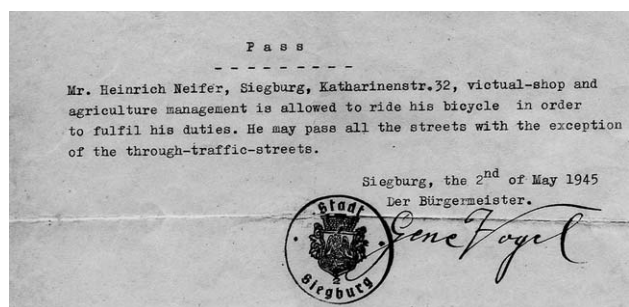 Pass
- - - - - - - - -
Mr. Heinrich Neifer, Siegburg, Katharinenstr.32, victual-shop and
agriculture management is allowed to ride his bicycle in order
to fulfil his duties. He may pass all the streets with the exception
of the through-traffic-streets.
Siegburg, the 2nd of May 1945
Der Bürgermeister.
Stadt
2
Siegburg
Vogel